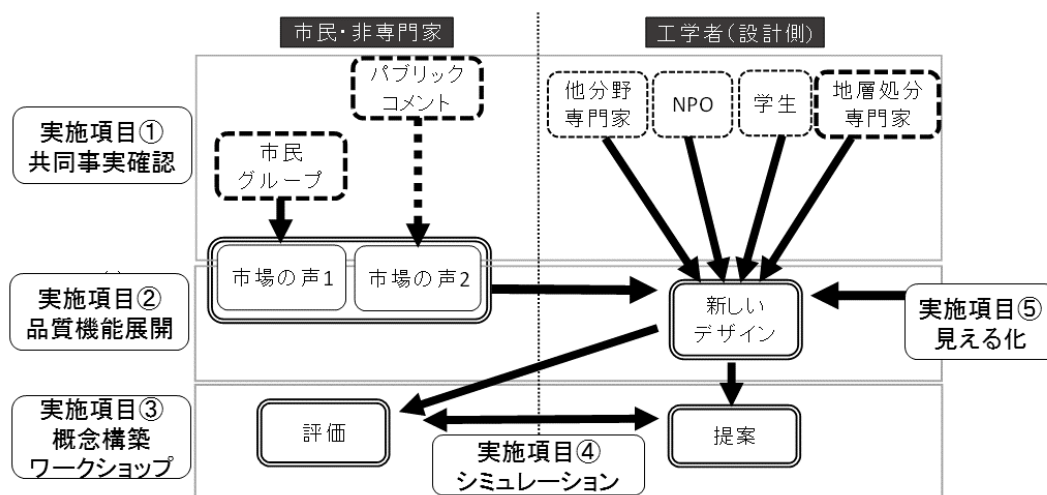 市民・非専門家
工学者(設計側)
パブリック
コメント
他分野
専門家
NPO
学生
地層処分
専門家
実施項目①
共同事実確認
市民
グループ
市場の声1
市場の声2
実施項目②
品質機能展開
新しい
デザイン
実施項目⑤
見える化
実施項目③
概念構築
ワークショップ
評価
実施項目④
シミュレーション
提案